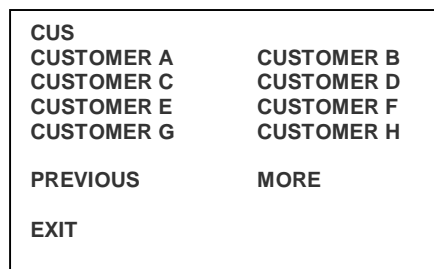 CUS
CUSTOMER A CUSTOMER B
CUSTOMER C CUSTOMER D
CUSTOMER E CUSTOMER F
CUSTOMER G CUSTOMER H
PREVIOUS MORE
EXIT